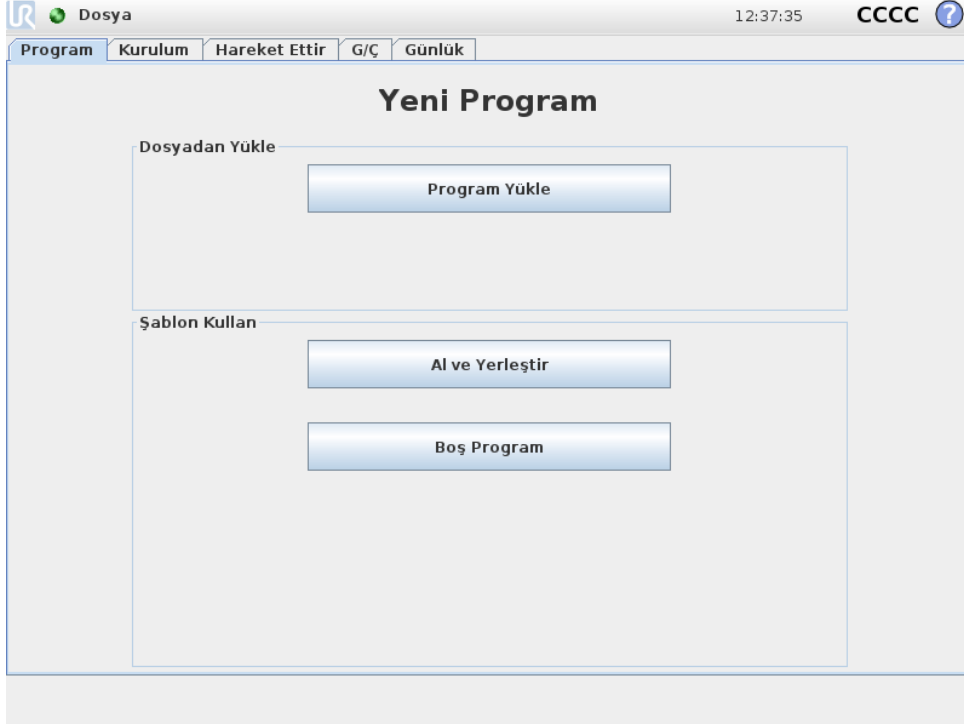 UR Dosya 12:37:35 CCCC ?
Program Kurulum Hareket Ettir G/Ç Günlük
Yeni Program
Dosyadan Yükle
Program Yükle
Şablon Kullan
Al ve Yerleştir
Boş Program